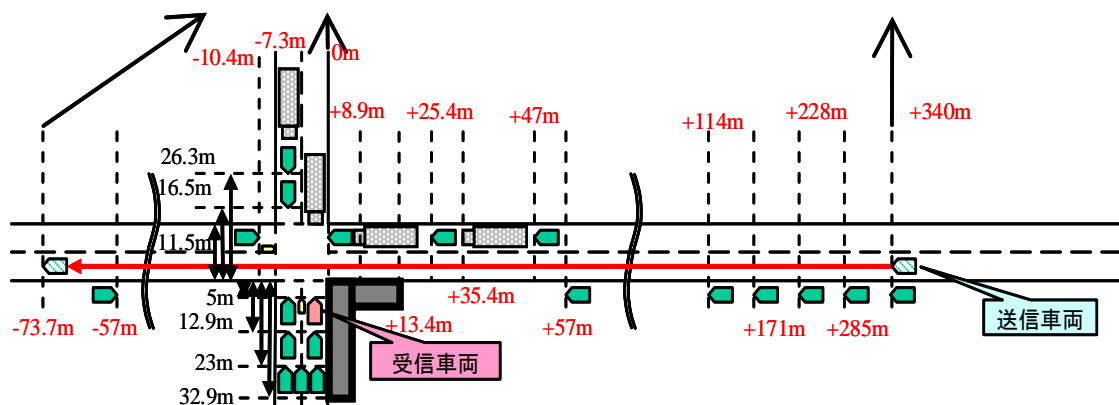 -7.3m
-10.4m
0m
+8.9m
+25.4m
+47m
+114m
+228m
+340m
26.3m
16.5m
11.5m
5m
12.9m
23m
32.9m
-73.7m
-57m
+35.4m
+13.4m
+57m
+171m
+285m
受信車両
送信車両